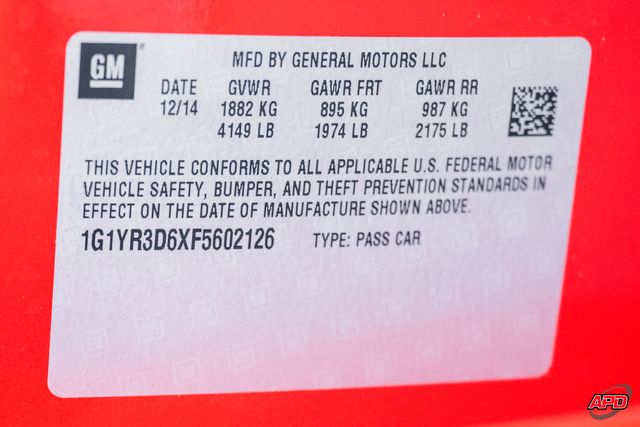 GM
MFD BY GENERAL MOTORS LLC
DATE GVWR GAWR FRT GAWR RR
12/14 1882 KG 895 KG 987 KG
4149 LB 1974 LB 2175 LB
THIS VEHICLE CONFORMS TO ALL APPLICABLE U.S. FEDERAL MOTOR
VEHICLE SAFETY, BUMPER, AND THEFT PREVENTION STANDARDS IN
EFFECT ON THE DATE OF MANUFACTURE SHOWN ABOVE.
1G1YR3D6XF5602126 TYPE: PASS CAR
APD